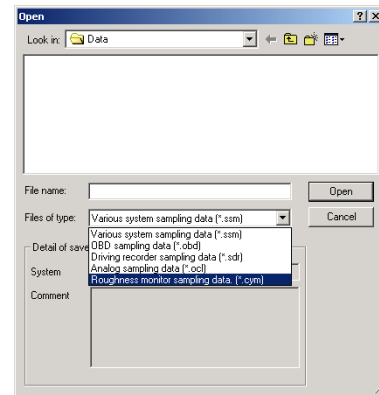 Open
Look in: Data
File name:
Open
Files of type: Various system sampling data (*.ssm)
Cancel
Various system sampling data (*.ssm)
OBD sampling data (*.obd)
Driving recorder sampling data (*.sdr)
Analog sampling data (*.ocl)
Roughness monitor sampling data. (*.cym)
Detail of save
System
Comment